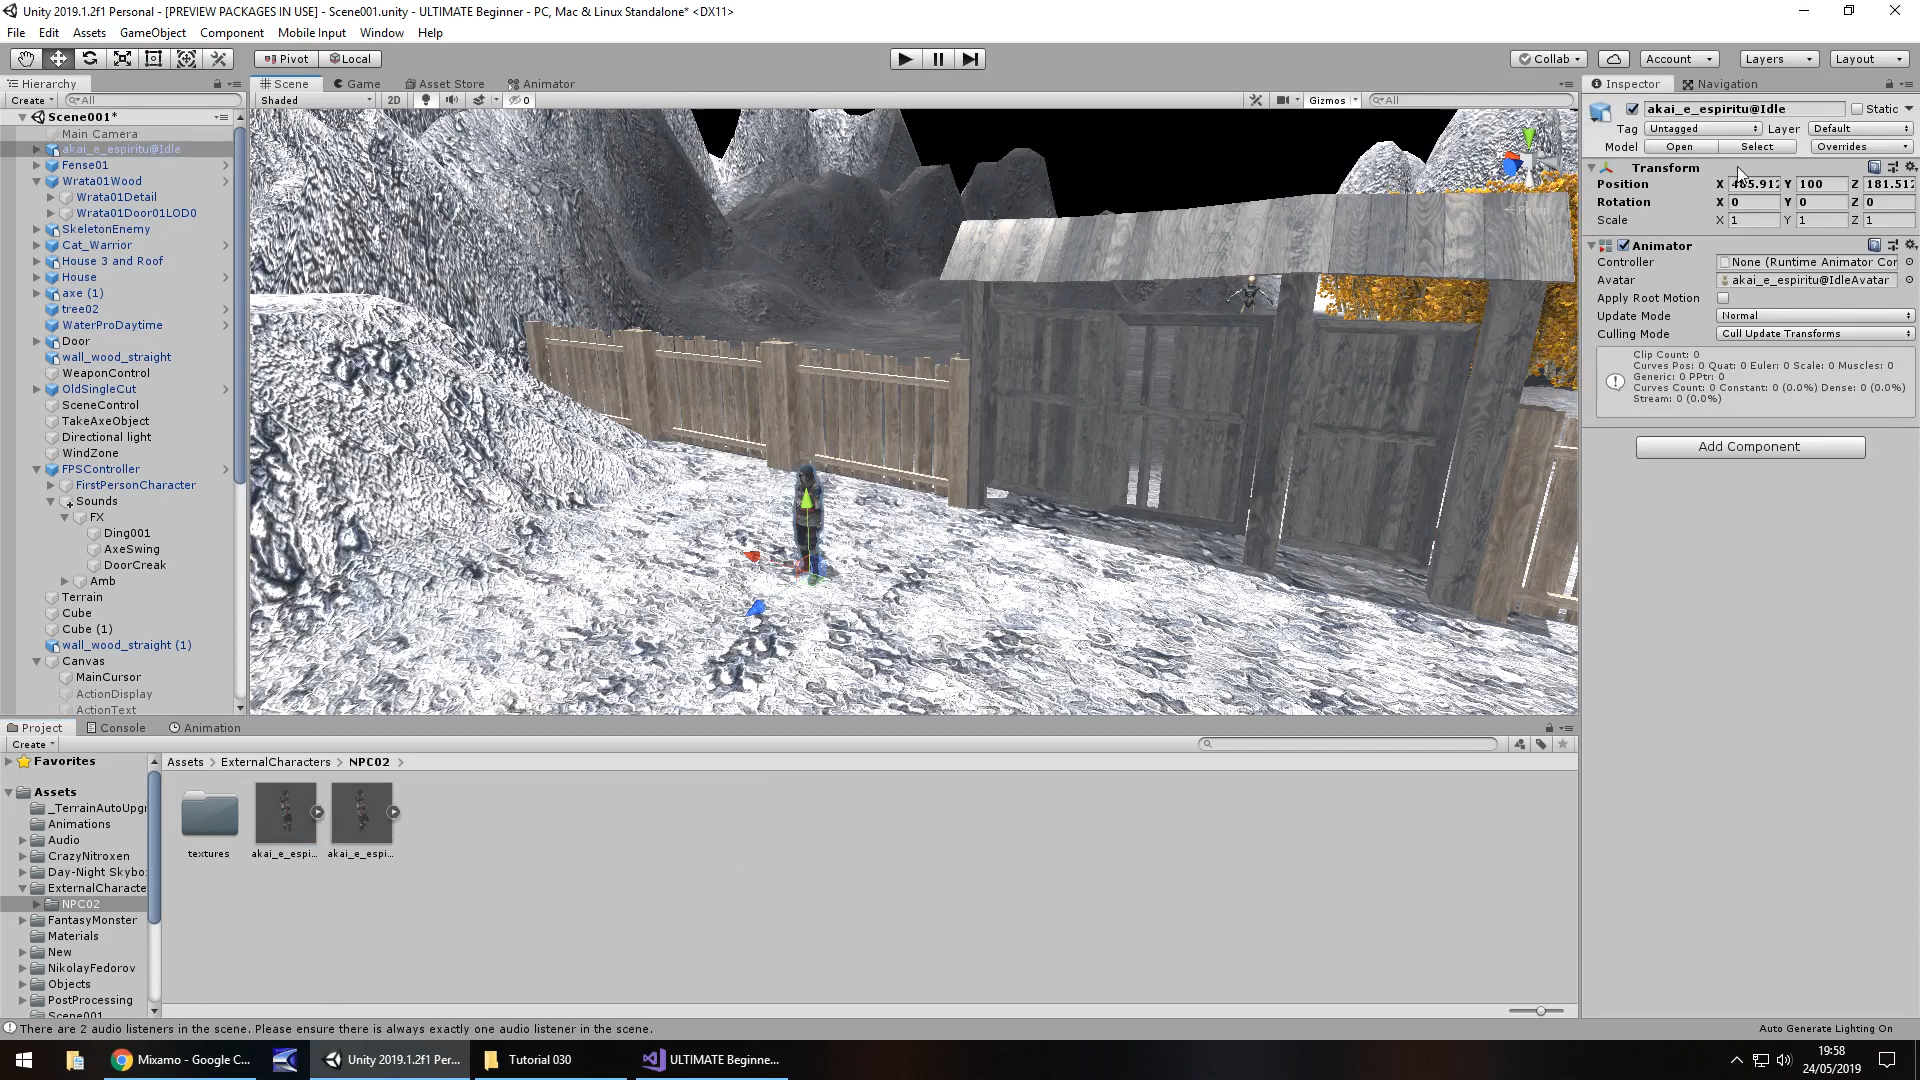 Unity 2019.1.2f1 Personal - [PREVIEW PACKAGES IN USE] - Scene001.unity - ULTIMATE Beginner - PC, Mac & Linux Standalone* <DX11>
File Edit Assets GameObject Component Mobile Input Window Help
Pivot Local Collab Account Layers Layout
Hierarchy Scene Game Asset Store Animator Inspector Navigation
Create All Shaded 2D 0 Gizmos All
Scene001*
Main Camera
akai_e_espiritu@Idle
Fense01
Wrata01Wood
Wrata01Detail
Wrata01Door01LOD0
SkeletonEnemy
Cat_Warrior
House 3 and Roof
House
axe (1)
tree02
WaterProDaytime
Door
wall_wood_straight
WeaponControl
OldSingleCut
SceneControl
TakeAxeObject
Directional light
WindZone
FPSController
FirstPersonCharacter
Sounds
FX
Ding001
AxeSwing
DoorCreak
Amb
Terrain
Cube
Cube (1)
wall_wood_straight (1)
Canvas
MainCursor
ActionDisplay
ActionText
Persp
akai_e_espiritu@Idle Static
Tag Untagged Layer Default
Model Open Select Overrides
Transform
Position X Y 100 Z 181.512
Rotation X 0 Y 0 Z 0
Scale X 1 Y 1 Z 1
Animator
Controller None (Runtime Animator Cor
Avatar akai_e_espiritu@IdleAvatar
Apply Root Motion
Update Mode Normal
Culling Mode Cull Update Transforms
Clip Count: 0
Curves Pos: 0 Quat: 0 Euler: 0 Scale: 0 Muscles: 0
Generic: 0 PPtr: 0
Curves Count: 0 Constant: 0 (0.0%) Dense: 0 (0.0%)
Stream: 0 (0.0%)
Add Component
Project Console Animation
Create
Favorites
Assets
_TerrainAutoUpgr
Animations
Audio
CrazyNitroxen
Day-Night Skybo
ExternalCharacte
NPC02
FantasyMonster
Materials
New
NikolayFedorov
Objects
PostProcessing
Scene001
Assets > ExternalCharacters > NPC02 >
textures akai_e_espi... akai_e_espi...
There are 2 audio listeners in the scene. Please ensure there is always exactly one audio listener in the scene.
Auto Generate Lighting On
Mixamo - Google C... Unity 2019.1.2f1 Per... Tutorial 030 ULTIMATE Beginne...
19:58
24/05/2019